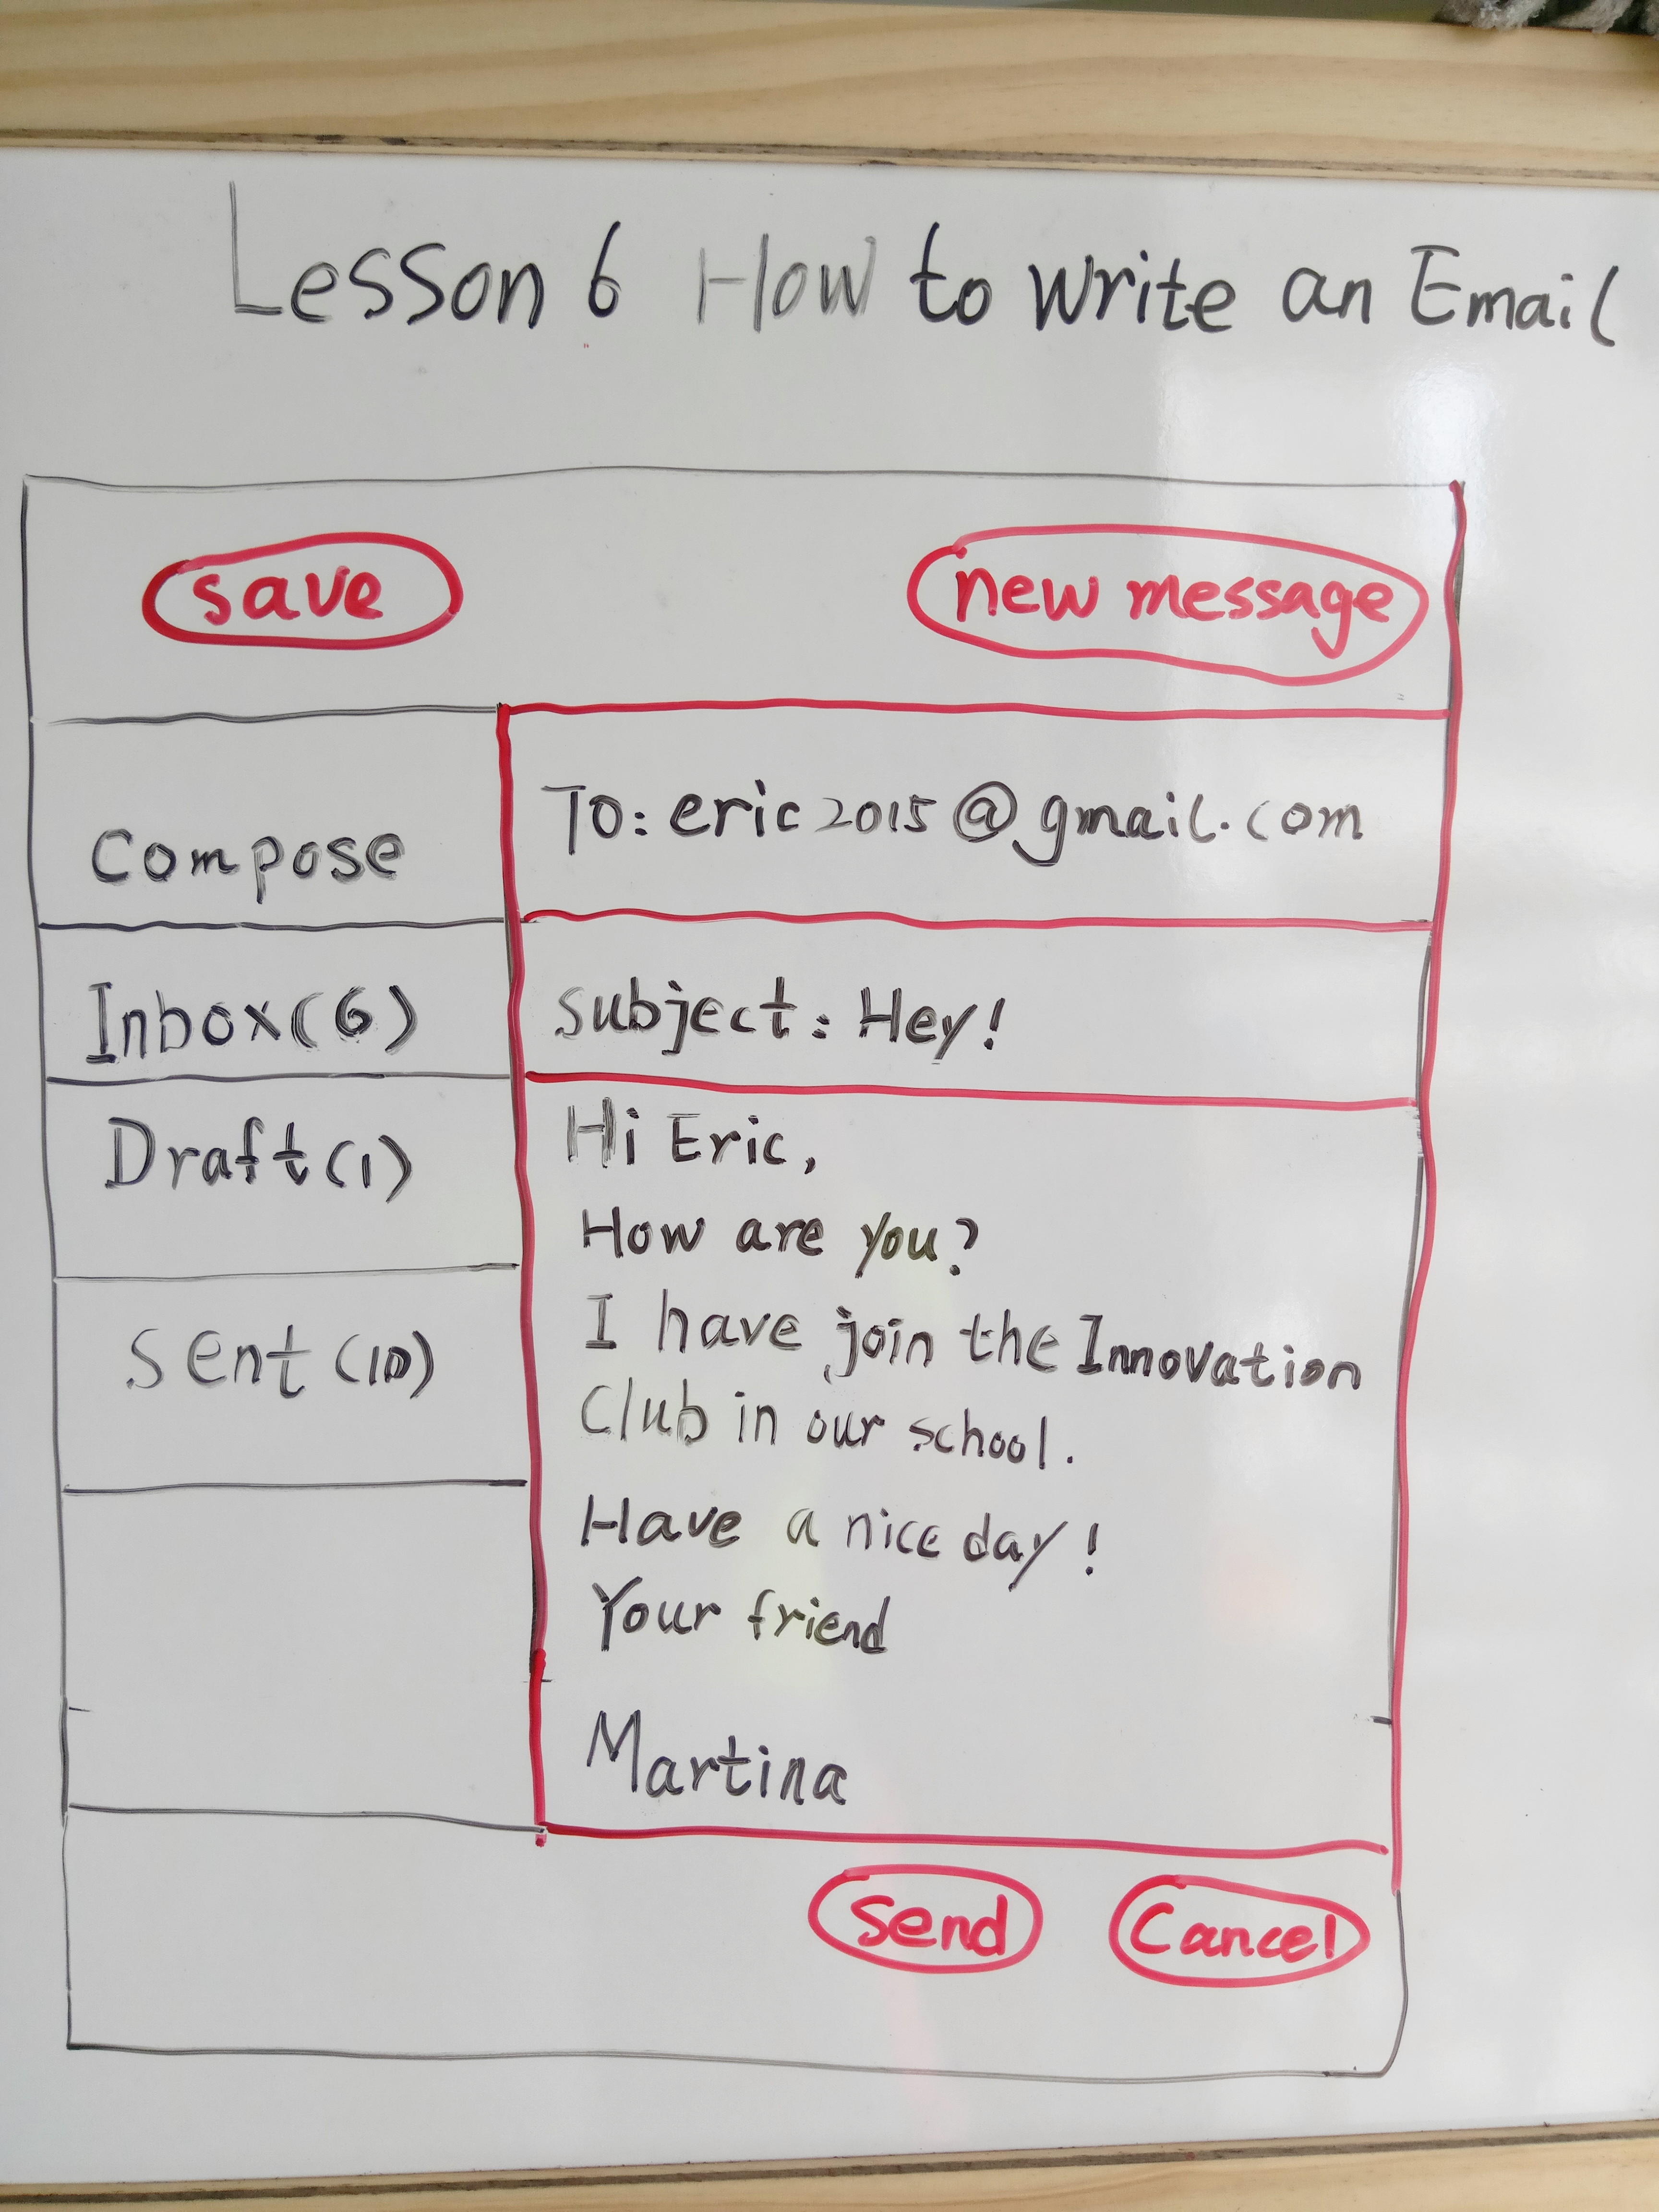 Lesson 6 How to write an Email
save
new message
Compose
To: eric2015@gmail.com
Inbox(6)
subject: Hey!
Draft(1)
Sent(10)
Hi Eric,
How are you?
I have join the Innovation
Club in our school.
Have a nice day!
Your friend
Martina
Send
Cancel